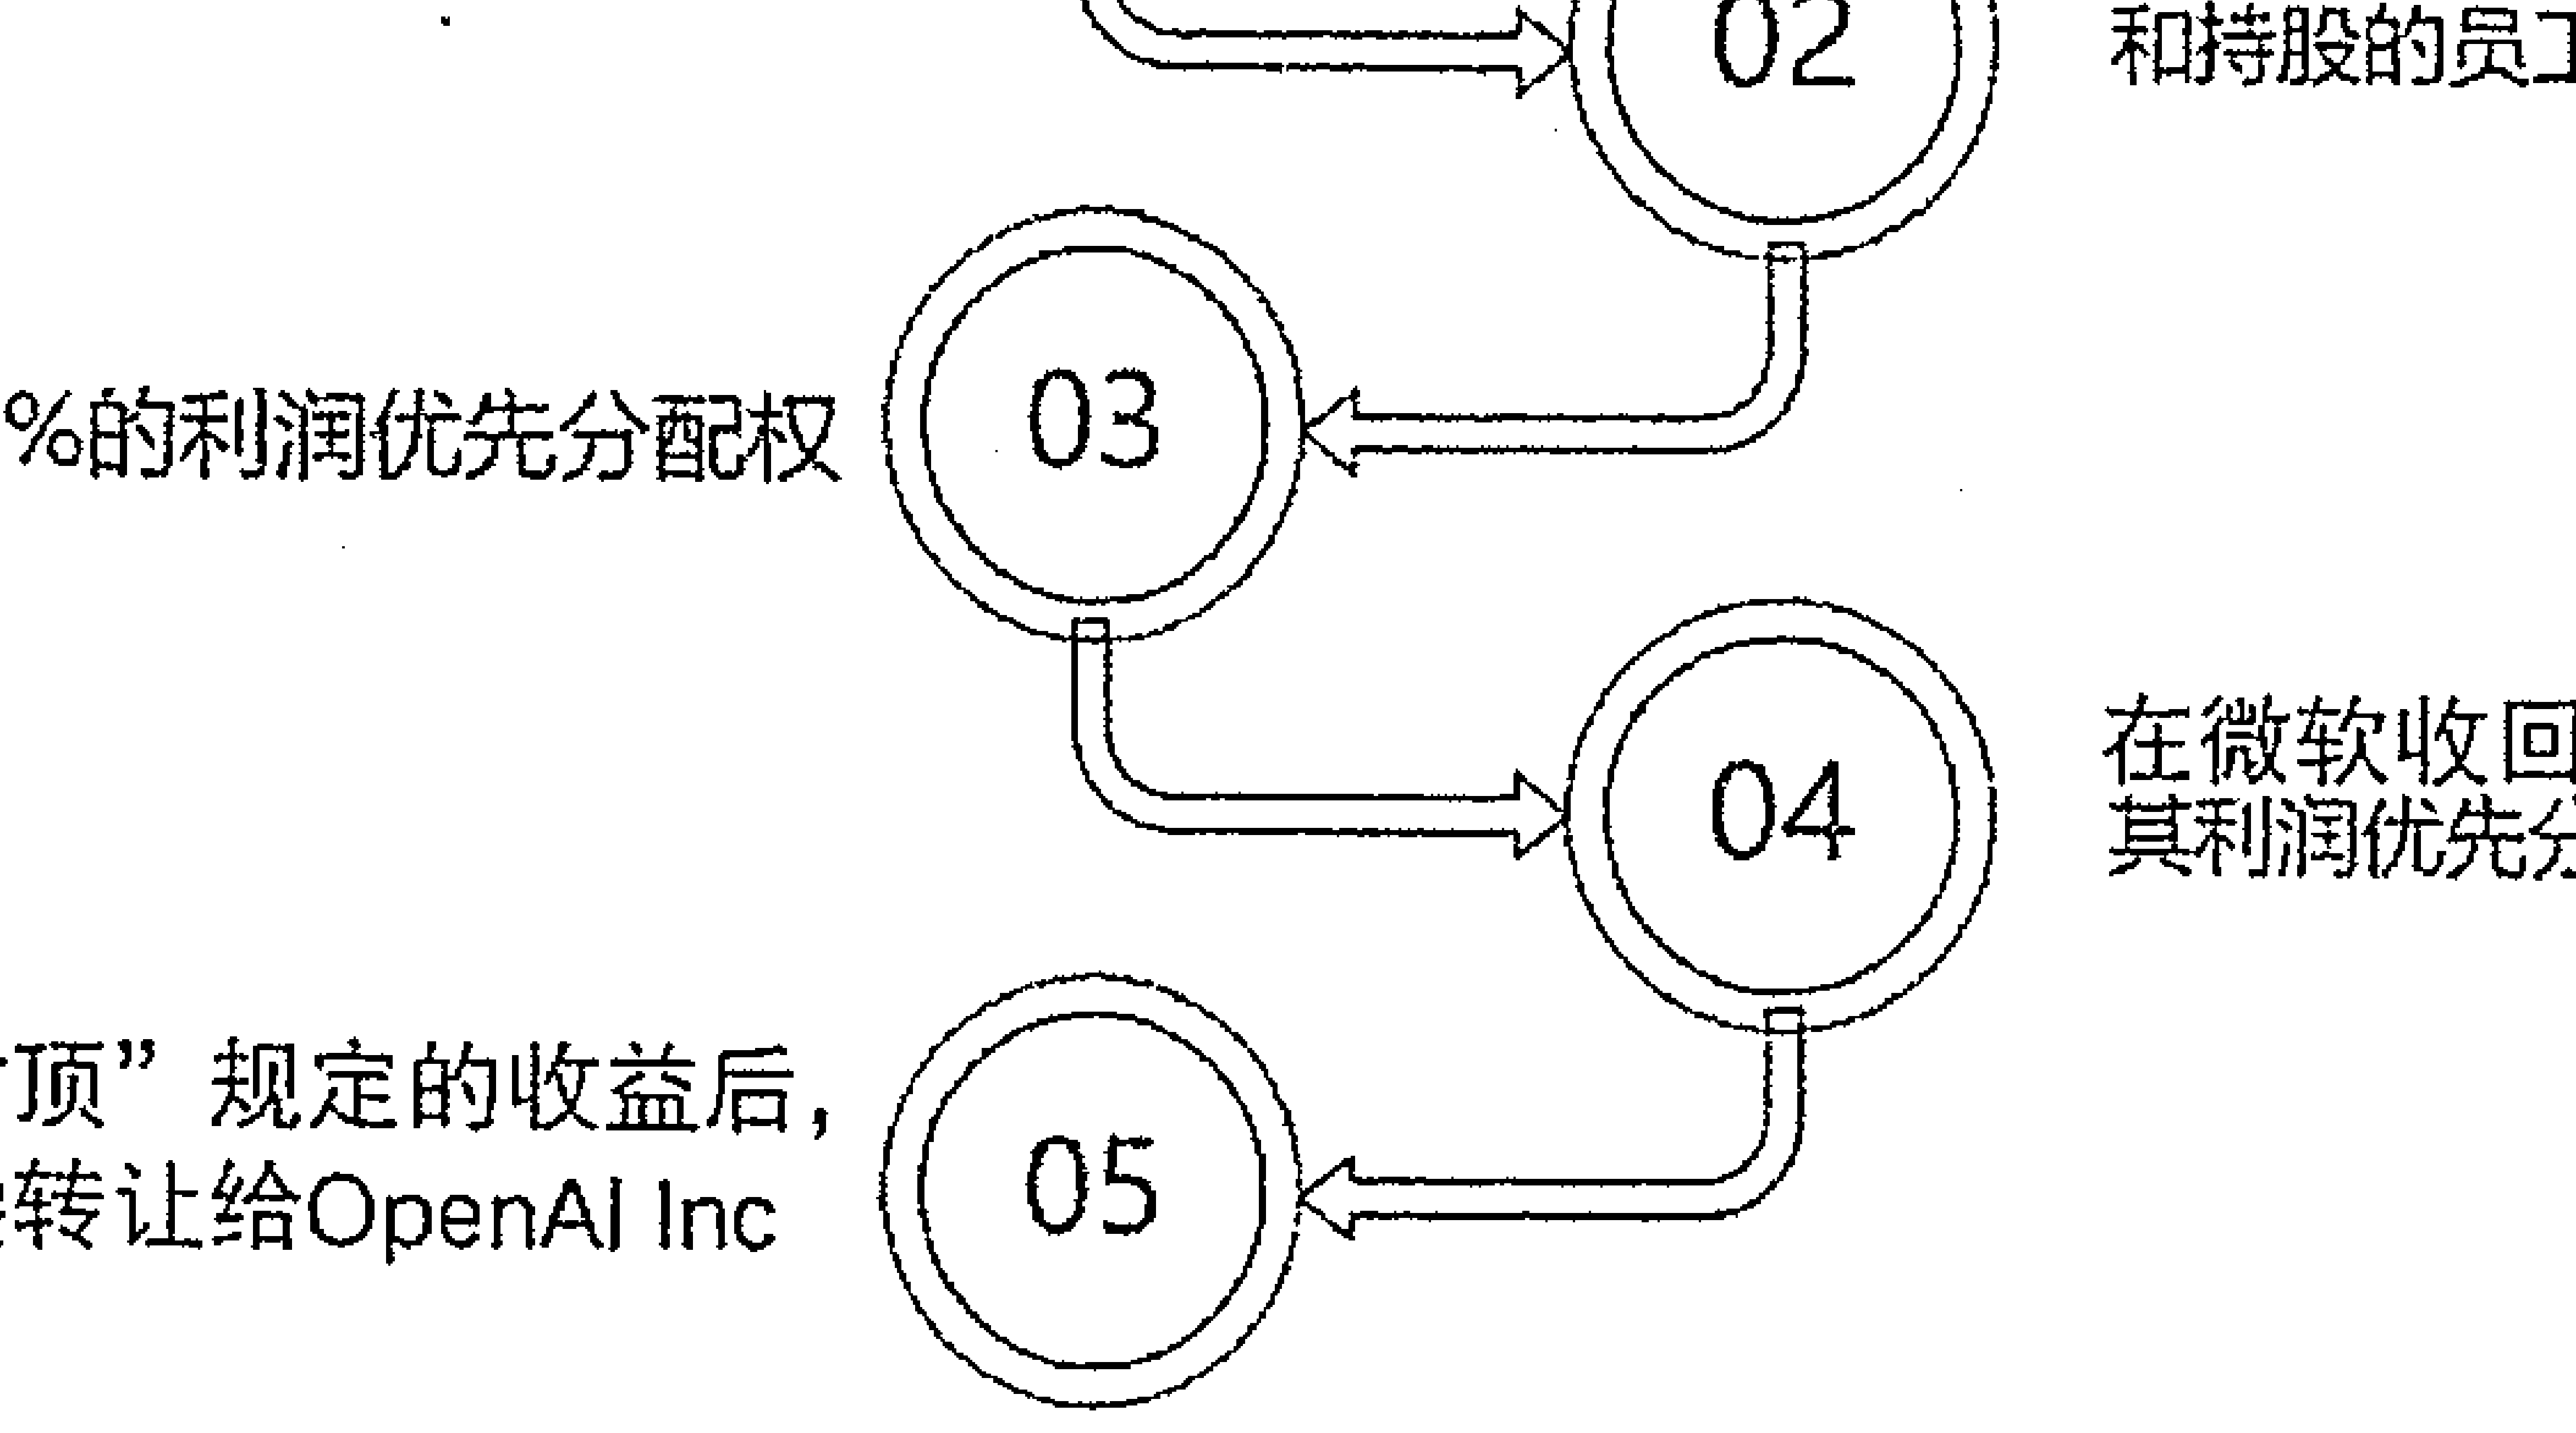 02
和持股的员工
03
%的利润优先分配权
04
在微软收回
其利润优先分
05
顶”规定的收益后,
转让给OpenAI Inc